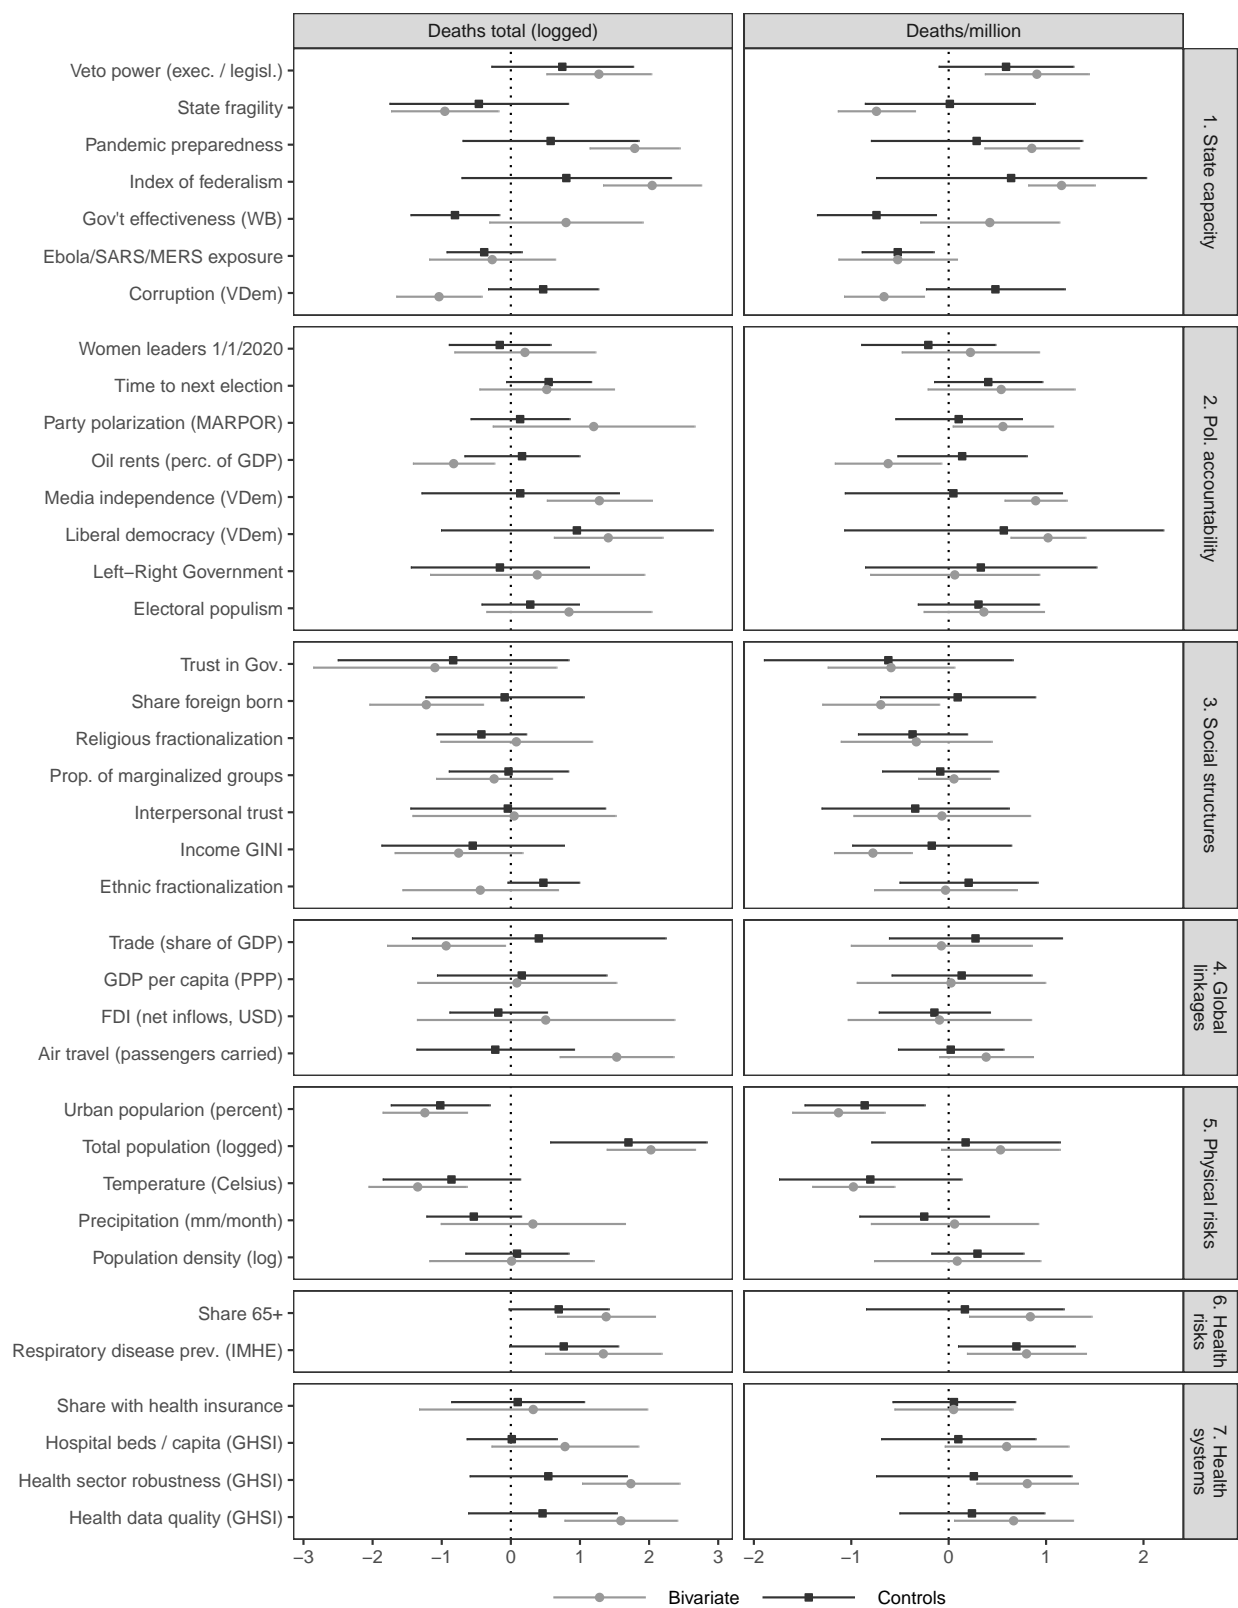 Deaths total (logged)
Deaths/million
Veto power (exec. / legisl.)
State fragility
Pandemic preparedness
Index of federalism
Gov't effectiveness (WB)
Ebola/SARS/MERS exposure
Corruption (VDem)
1. State capacity
Women leaders 1/1/2020
Time to next election
Party polarization (MARPOR)
Oil rents (perc. of GDP)
Media independence (VDem)
Liberal democracy (VDem)
Left−Right Government
Electoral populism
2. Pol. accountability
Trust in Gov.
Share foreign born
Religious fractionalization
Prop. of marginalized groups
Interpersonal trust
Income GINI
Ethnic fractionalization
3. Social structures
Trade (share of GDP)
GDP per capita (PPP)
FDI (net inflows, USD)
Air travel (passengers carried)
4. Global
linkages
Urban popularion (percent)
Total population (logged)
Temperature (Celsius)
Precipitation (mm/month)
Population density (log)
5. Physical risks
Share 65+
Respiratory disease prev. (IMHE)
6. Health
risks
Share with health insurance
Hospital beds / capita (GHSI)
Health sector robustness (GHSI)
Health data quality (GHSI)
7. Health
systems
−3 −2 −1 0 1 2 3
−2 −1 0 1 2
Bivariate Controls